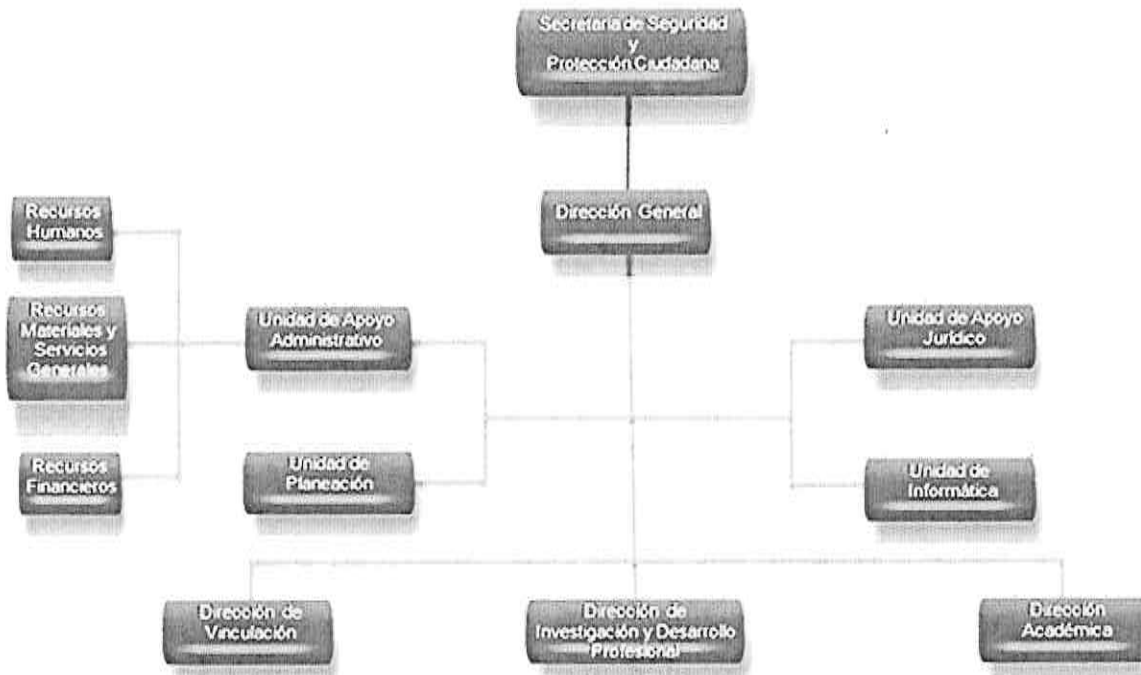 Secretaria de Seguridad
y
Protección Ciudadana
Dirección General
Recursos
Humanos
Recursos
Materiales y
Servicios
Generales
Recursos
Financieros
Unidad de Apoyo
Administrativo
Unidad de
Planeación
Unidad de Apoyo
Jurídico
Unidad de
Informática
Dirección de
Vinculación
Dirección de
Investigación y Desarrollo
Profesional
Dirección
Académica